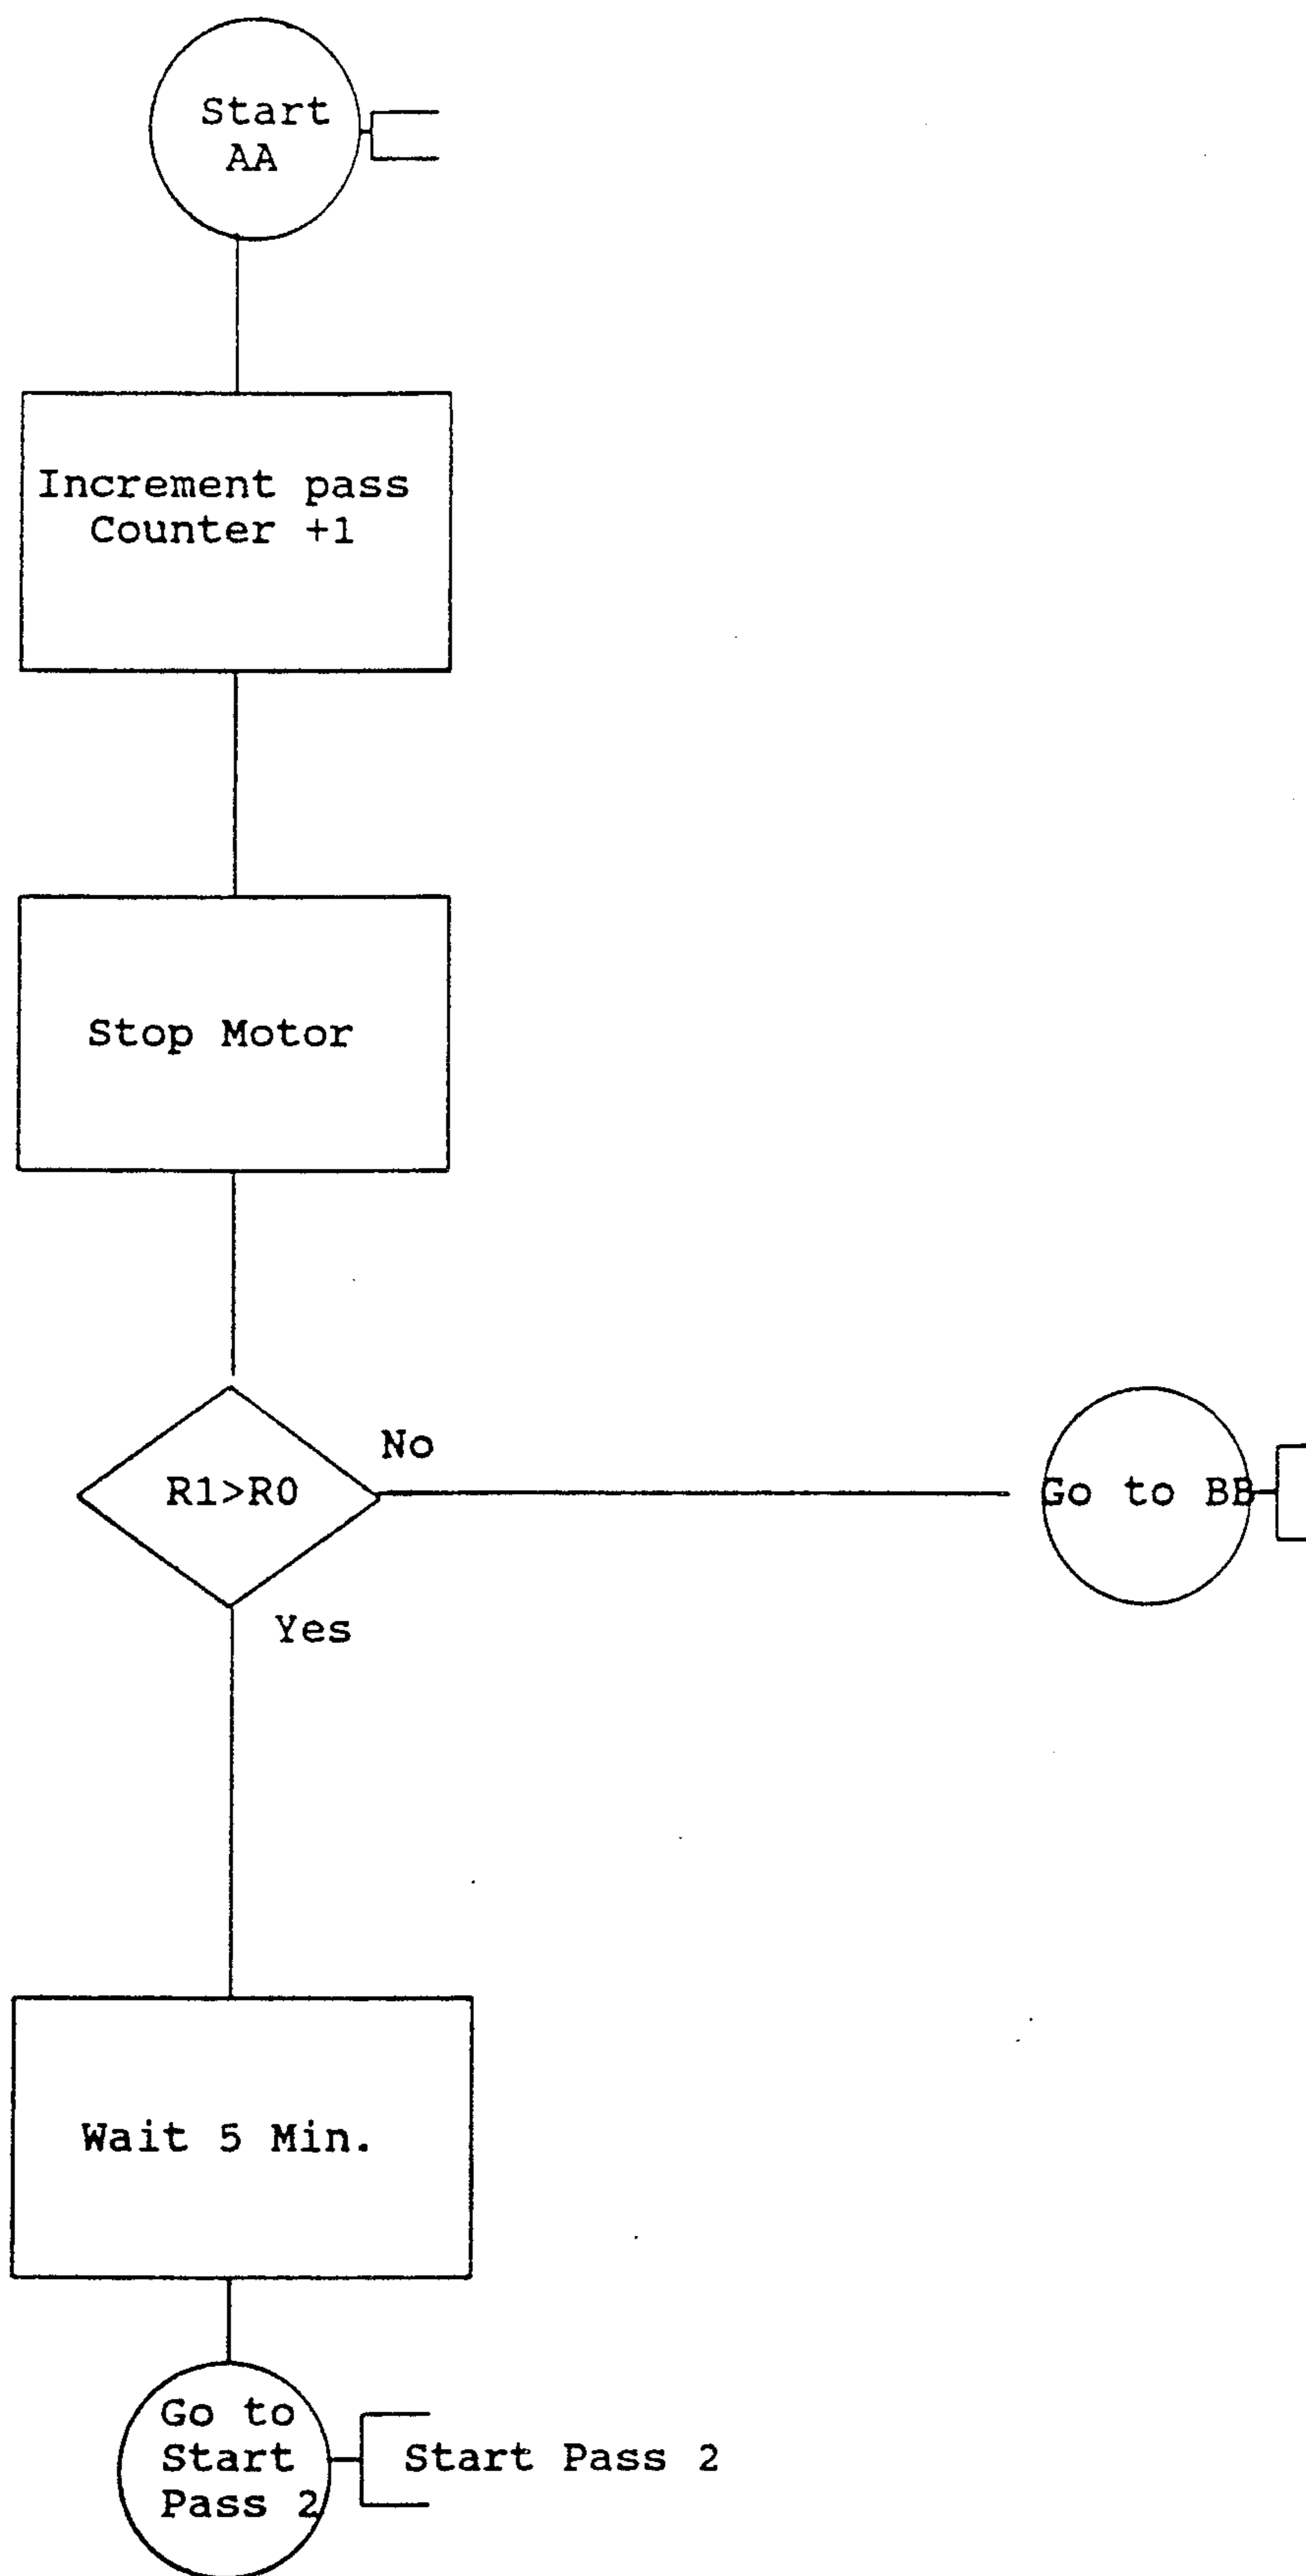 Start
AA
Increment pass
Counter +1
Stop Motor
R1>R0
No
Go to BB
Yes
Wait 5 Min.
Go to
Start
Pass 2
Start Pass 2